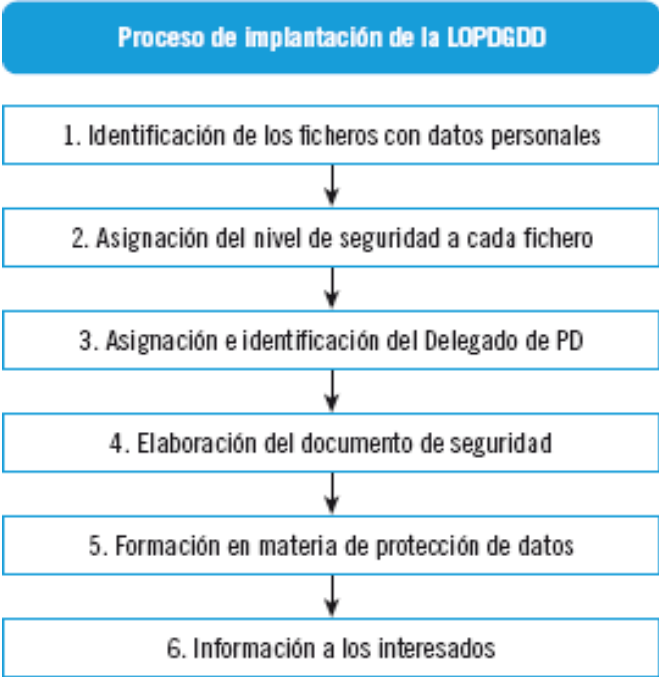 Proceso de implantación de la LOPDGDD
1. Identificación de los ficheros con datos personales
2. Asignación del nivel de seguridad a cada fichero
3. Asignación e identificación del Delegado de PD
4. Elaboración del documento de seguridad
5. Formación en materia de protección de datos
6. Información a los interesados